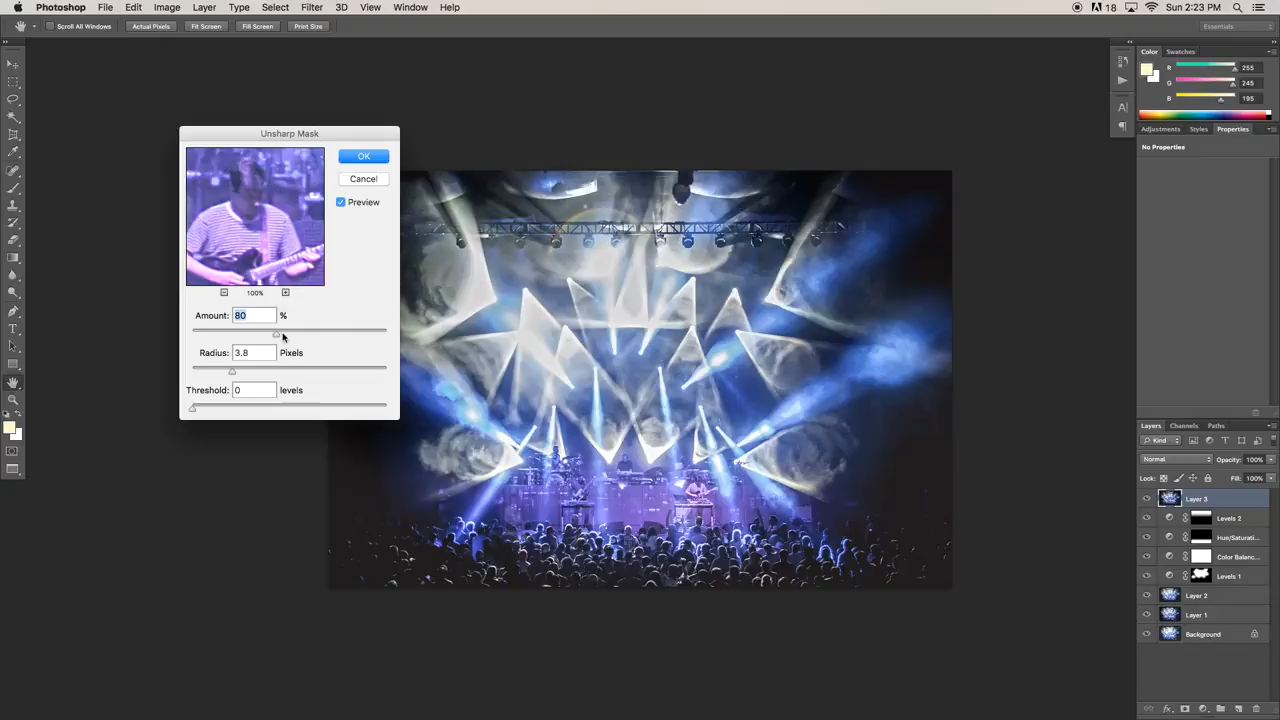 Photoshop File Edit Image Layer Type Select Filter 3D View Window Help 18 Sun 2:23 PM
Scroll All Windows Actual Pixels Fit Screen Fill Screen Print Size Essentials
Color Swatches
R 255
G 245
B 195
Adjustments Styles Properties
No Properties
Unsharp Mask
OK
Cancel
Preview
100%
Amount: 80 %
Radius: 3.8 Pixels
Threshold: 0 levels
Layers Channels Paths
Kind
Normal Opacity: 100%
Lock: Fill: 100%
Layer 3
Levels 2
Hue/Saturati...
Color Balanc...
Levels 1
Layer 2
Layer 1
Background